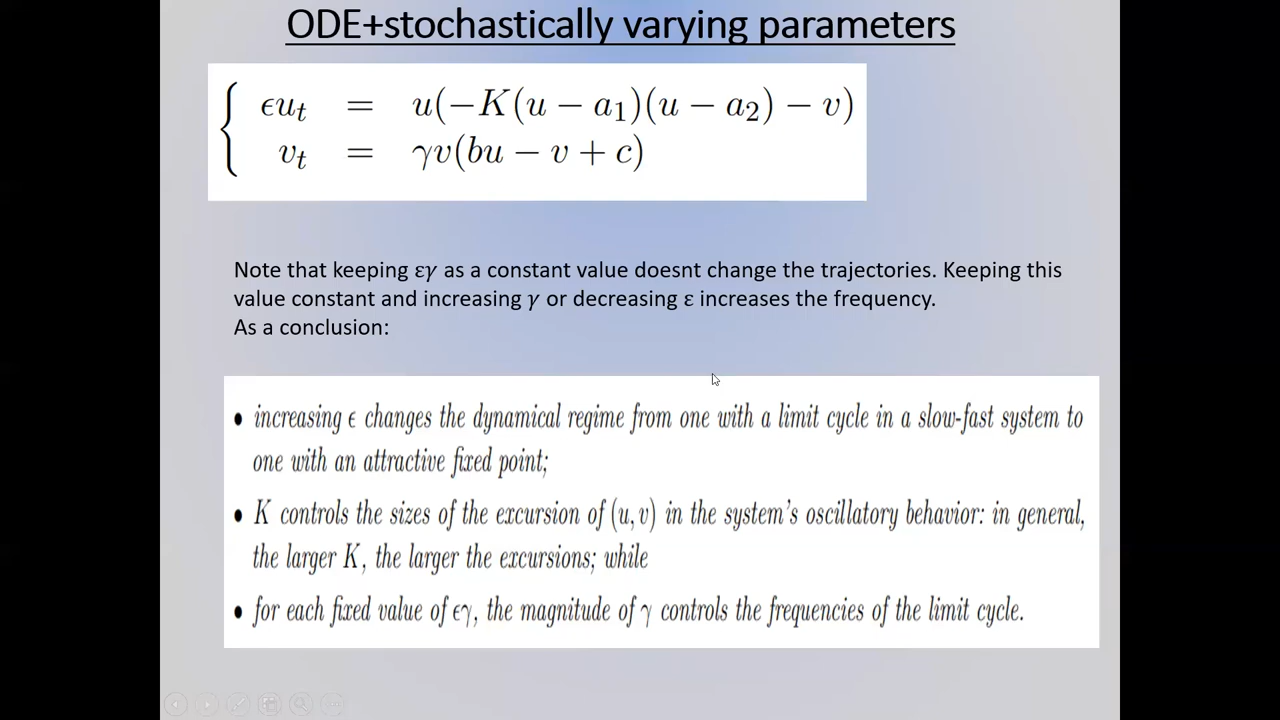 ODE+stochastically varying parameters
ϵu_t = u(−K(u − a_1)(u − a_2) − v)
v_t = γv(bu − v + c)
Note that keeping εγ as a constant value doesnt change the trajectories. Keeping this
value constant and increasing γ or decreasing ε increases the frequency.
As a conclusion:
• increasing ϵ changes the dynamical regime from one with a limit cycle in a slow-fast system to
one with an attractive fixed point;
• K controls the sizes of the excursion of (u, v) in the system's oscillatory behavior: in general,
the larger K, the larger the excursions; while
• for each fixed value of ϵγ, the magnitude of γ controls the frequencies of the limit cycle.